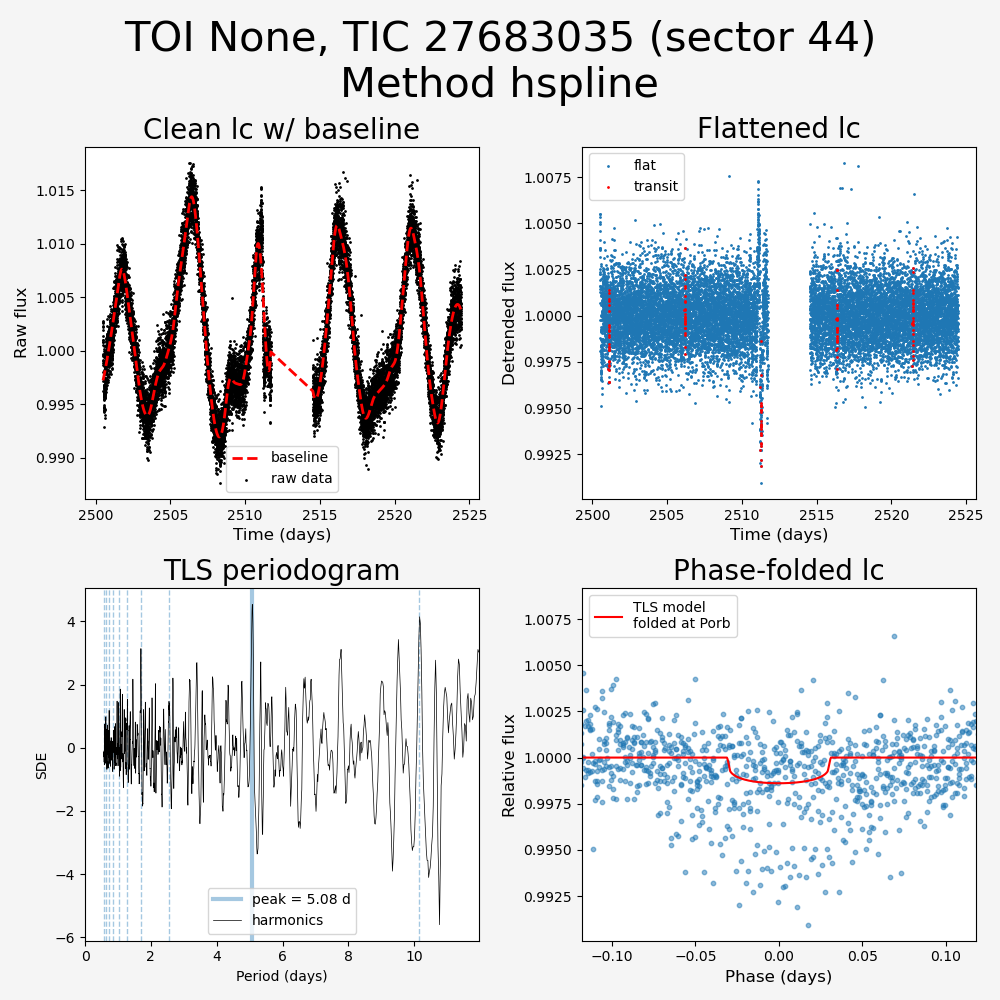 TOI None, TIC 27683035 (sector 44)
Method hspline
Clean lc w/ baseline
Raw flux
1.015
1.010
1.005
1.000
0.995
0.990
baseline
raw data
2500
2505
2510
2515
2520
2525
Time (days)
Flattened lc
Detrended flux
1.0075
1.0050
1.0025
1.0000
0.9975
0.9950
0.9925
flat
transit
2500
2505
2510
2515
2520
2525
Time (days)
TLS periodogram
SDE
4
2
0
−2
−4
−6
peak = 5.08 d
harmonics
0
2
4
6
8
10
Period (days)
Phase-folded lc
Relative flux
1.0075
1.0050
1.0025
1.0000
0.9975
0.9950
0.9925
TLS model
folded at Porb
−0.10
−0.05
0.00
0.05
0.10
Phase (days)